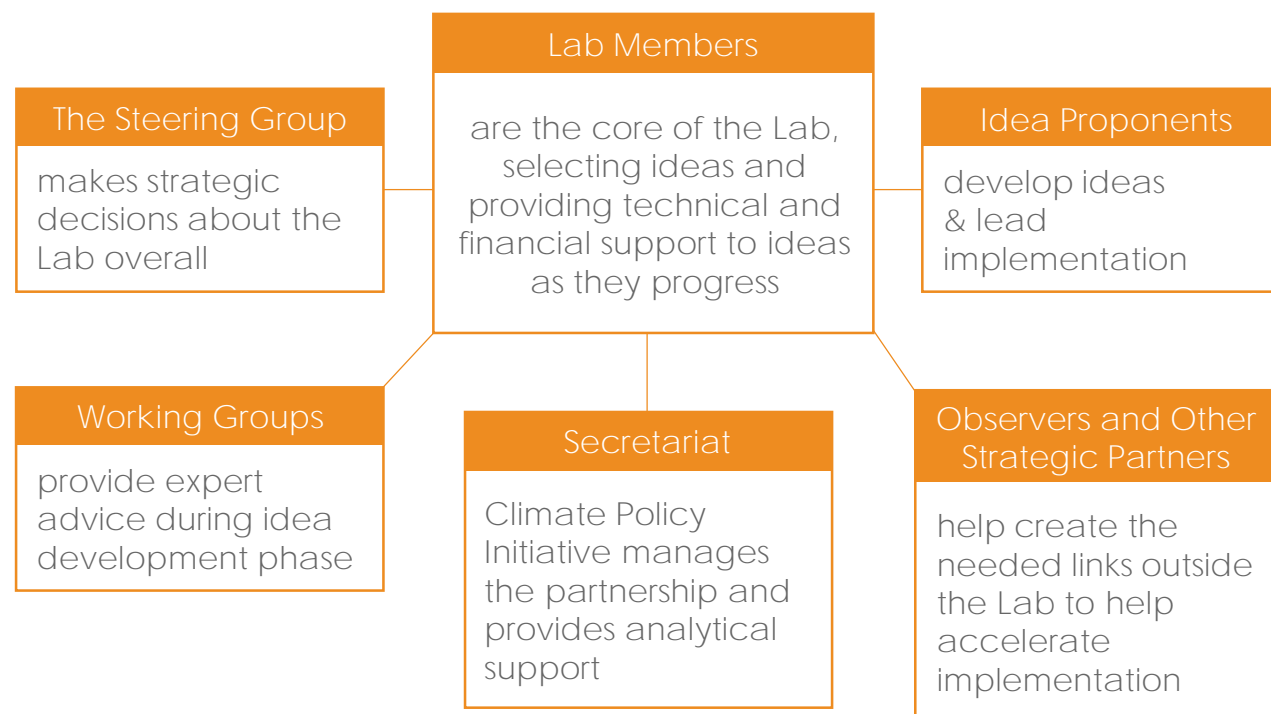 Lab Members
are the core of the Lab,
selecting ideas and
providing technical and
financial support to ideas
as they progress
The Steering Group
makes strategic
decisions about the
Lab overall
Idea Proponents
develop ideas
& lead
implementation
Working Groups
provide expert
advice during idea
development phase
Secretariat
Climate Policy
Initiative manages
the partnership and
provides analytical
support
Observers and Other
Strategic Partners
help create the
needed links outside
the Lab to help
accelerate
implementation